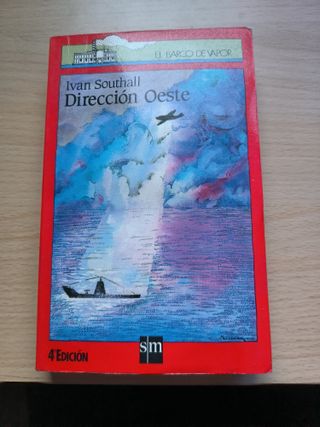 EL BARCO DE VAPOR
Ivan Southall
Dirección Oeste
4ª EDICIÓN
sm